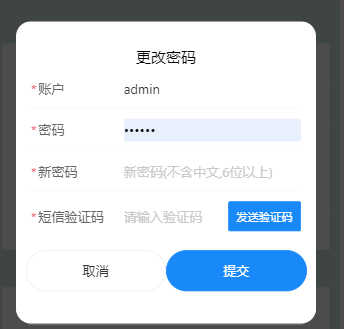 更改密码
*账户 admin
*密码 ••••••
*新密码 新密码(不含中文,6位以上)
*短信验证码 请输入验证码 发送验证码
取消 提交